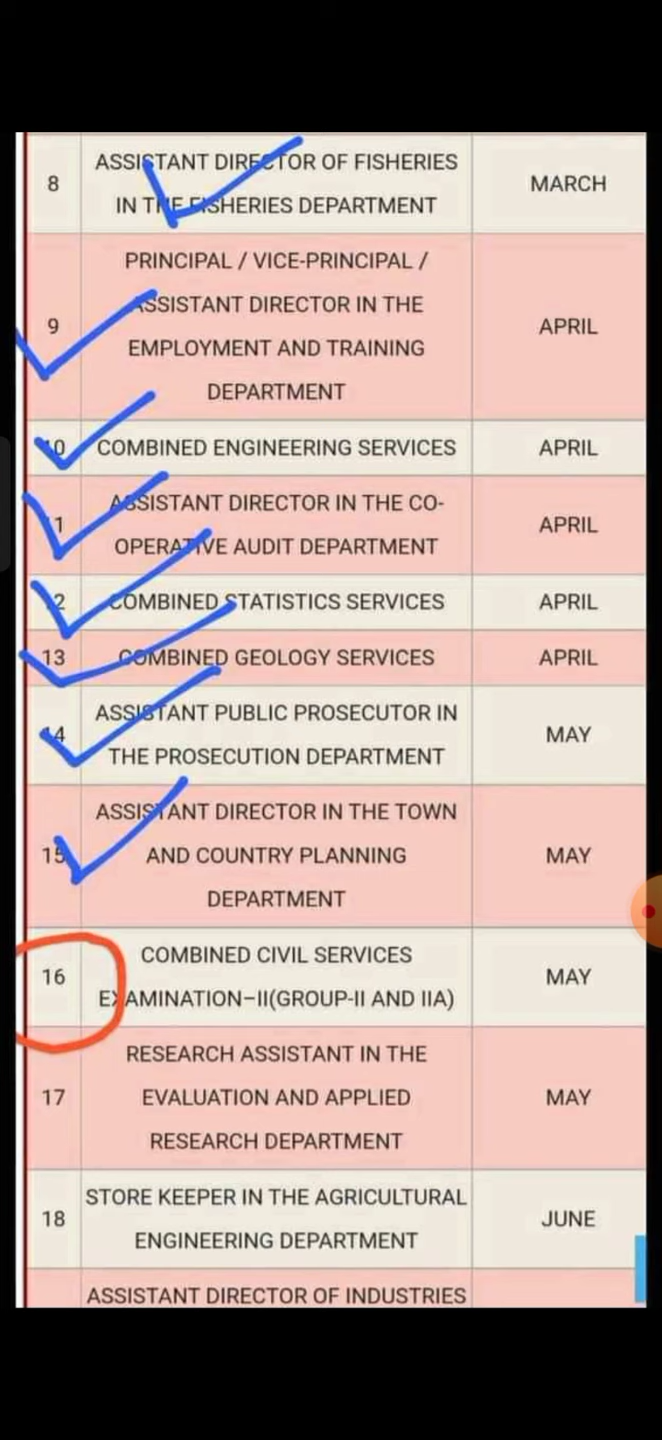 8
ASSISTANT DIRECTOR OF FISHERIES
IN THE FISHERIES DEPARTMENT
MARCH
9
PRINCIPAL / VICE-PRINCIPAL /
ASSISTANT DIRECTOR IN THE
EMPLOYMENT AND TRAINING
DEPARTMENT
APRIL
10
COMBINED ENGINEERING SERVICES
APRIL
11
ASSISTANT DIRECTOR IN THE CO-
OPERATIVE AUDIT DEPARTMENT
APRIL
12
COMBINED STATISTICS SERVICES
APRIL
13
COMBINED GEOLOGY SERVICES
APRIL
14
ASSISTANT PUBLIC PROSECUTOR IN
THE PROSECUTION DEPARTMENT
MAY
15
ASSISTANT DIRECTOR IN THE TOWN
AND COUNTRY PLANNING
DEPARTMENT
MAY
16
COMBINED CIVIL SERVICES
EXAMINATION–II(GROUP-II AND IIA)
MAY
17
RESEARCH ASSISTANT IN THE
EVALUATION AND APPLIED
RESEARCH DEPARTMENT
MAY
18
STORE KEEPER IN THE AGRICULTURAL
ENGINEERING DEPARTMENT
JUNE
ASSISTANT DIRECTOR OF INDUSTRIES